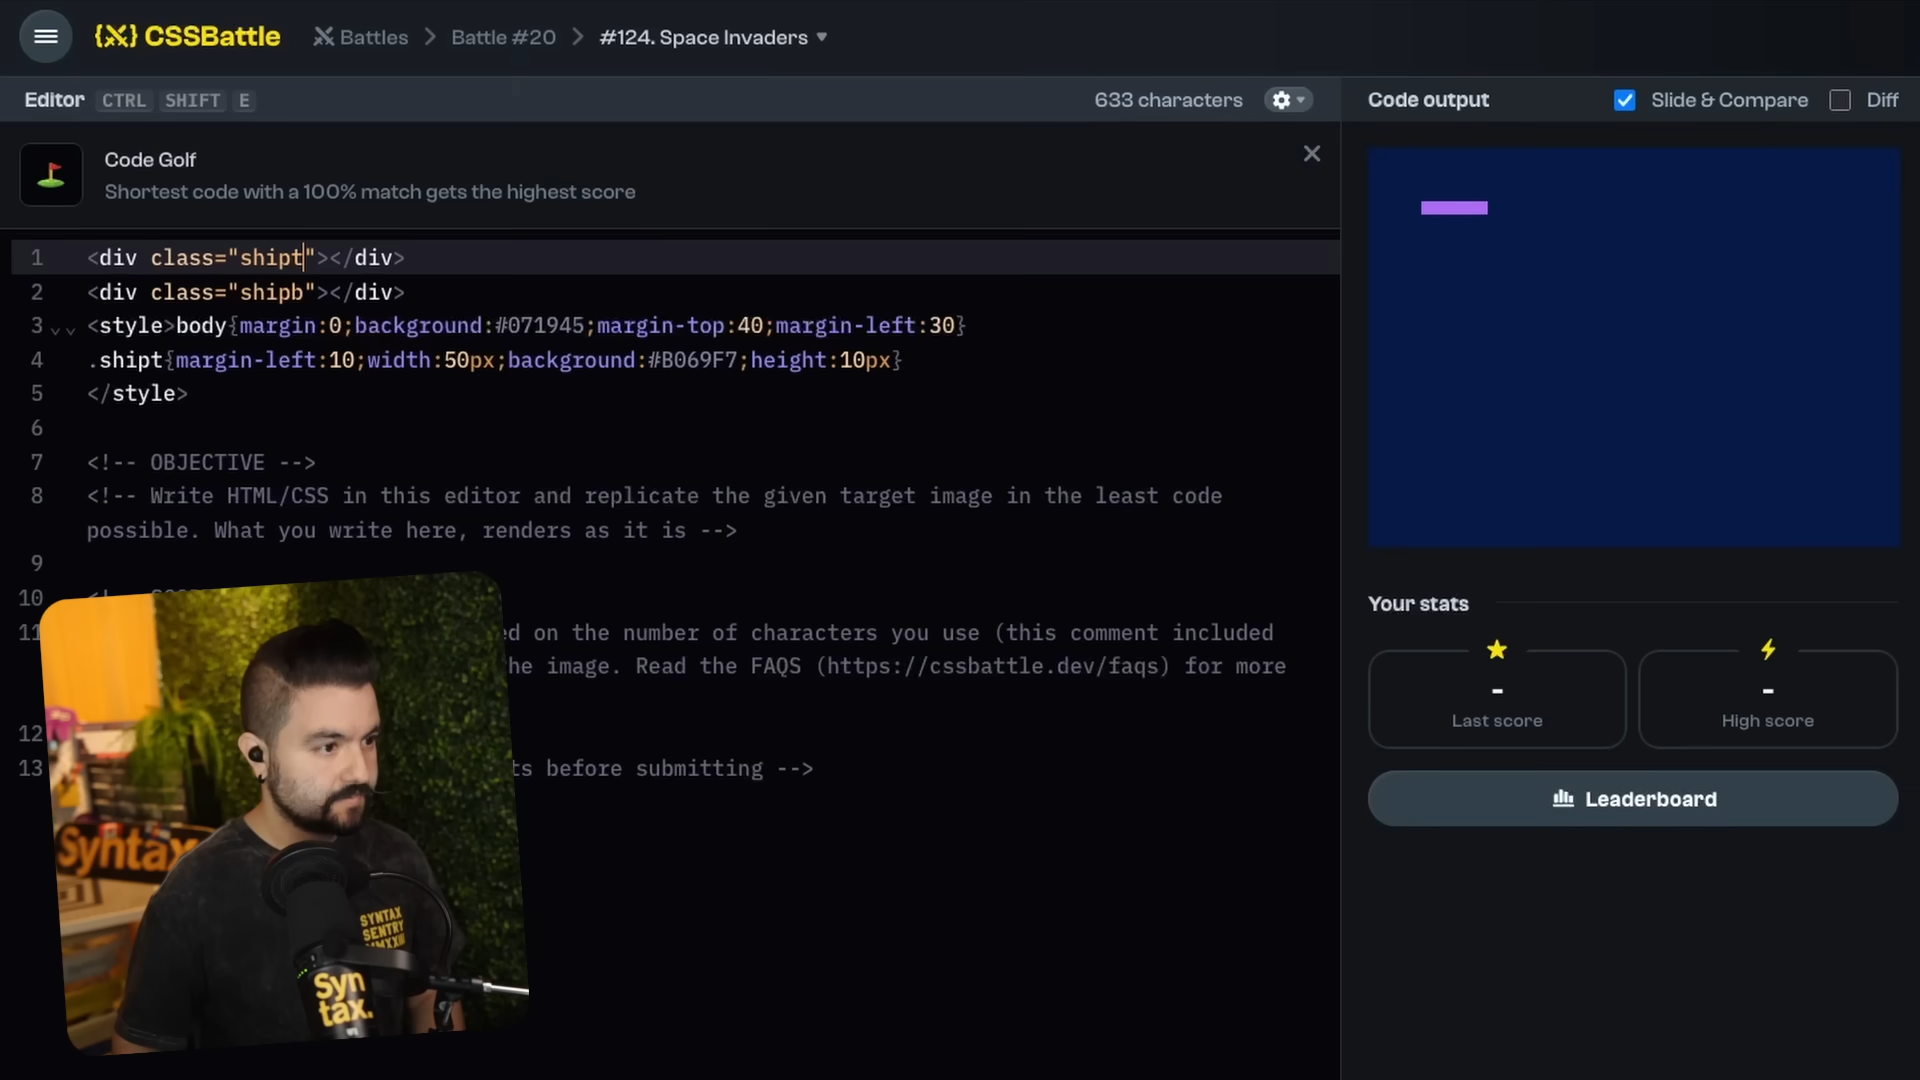 {X} CSSBattle
Battles
Battle #20
#124. Space Invaders
Editor CTRL SHIFT E
633 characters
Code output
Slide & Compare
Diff
Code Golf
Shortest code with a 100% match gets the highest score
1 <div class="shipt"></div>
2 <div class="shipb"></div>
3 <style>body{margin:0;background:#071945;margin-top:40;margin-left:30}
4 .shipt{margin-left:10;width:50px;background:#B069F7;height:10px}
5 </style>
6
7 <!-- OBJECTIVE -->
8 <!-- Write HTML/CSS in this editor and replicate the given target image in the least code
possible. What you write here, renders as it is -->
9
10
11 ed on the number of characters you use (this comment included
he image. Read the FAQS (https://cssbattle.dev/faqs) for more
12
13 ts before submitting -->
Your stats
-
Last score
-
High score
Leaderboard
Syntax
SYNTAX
SENTRY
MMXXIII
Syn
tax.